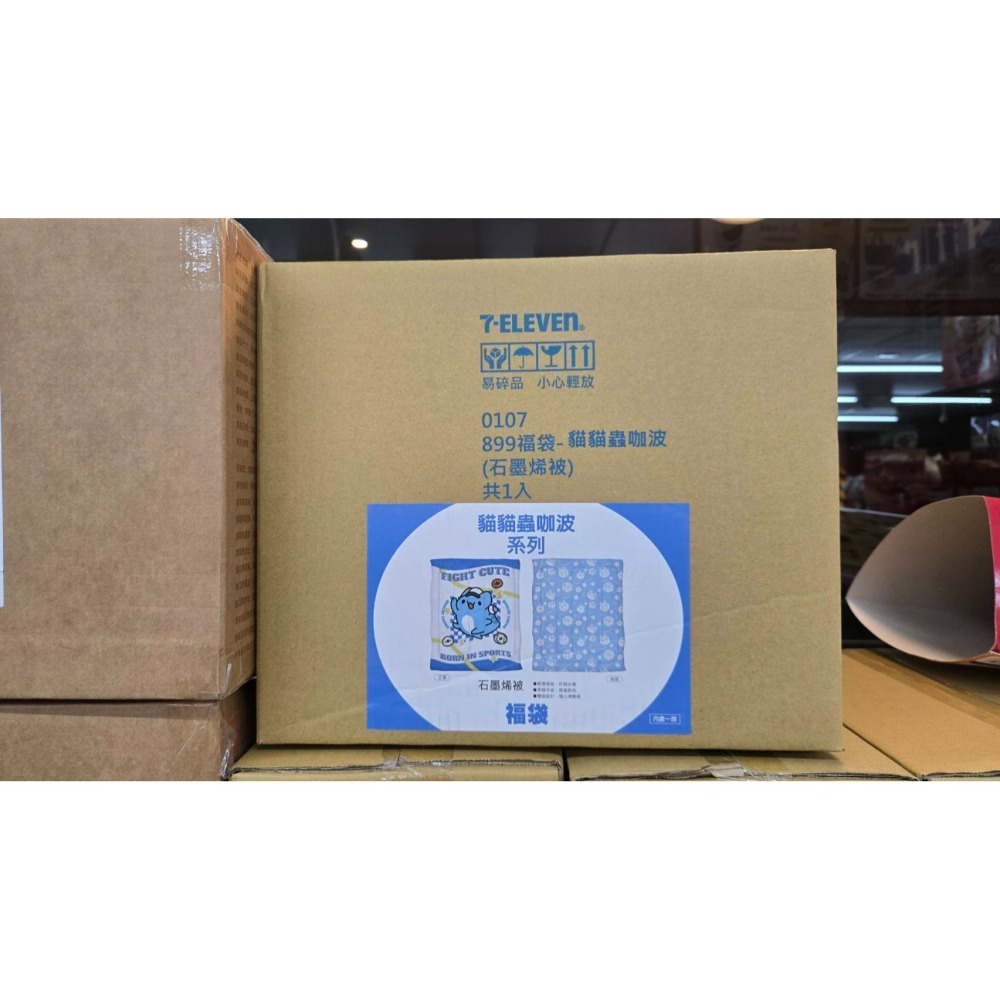 7-ELEVEN®
易碎品 小心輕放
0107
899福袋-貓貓蟲咖波
(石墨烯被)
共1入
貓貓蟲咖波
系列
FIGHT CUTE
BORN IN SPORTS
石墨烯被
福袋